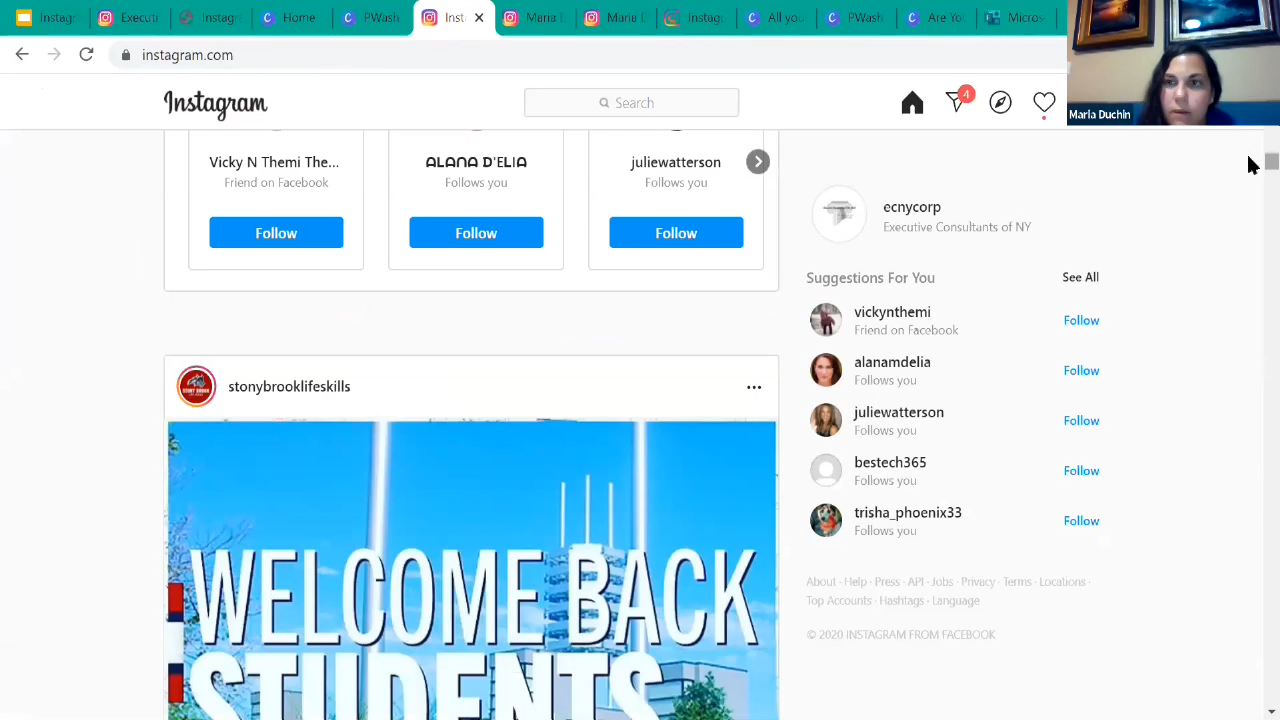 Instagr
Executi
Instagr
Home
PWash
Inst
Maria D
Maria D
Instag
All you
PWash
Are You
Micros
instagram.com
Instagram
Search
4
Maria Duchin
Vicky N Themi The...
Friend on Facebook
Follow
ALANA D'ELIA
Follows you
Follow
juliewatterson
Follows you
Follow
ecnycorp
Executive Consultants of NY
Suggestions For You See All
vickynthemi
Friend on Facebook
Follow
alanamdelia
Follows you
Follow
juliewatterson
Follows you
Follow
bestech365
Follows you
Follow
trisha_phoenix33
Follows you
Follow
About · Help · Press · API · Jobs · Privacy · Terms · Locations ·
Top Accounts · Hashtags · Language
© 2020 INSTAGRAM FROM FACEBOOK
stonybrooklifeskills
WELCOME BACK
STUDENTS